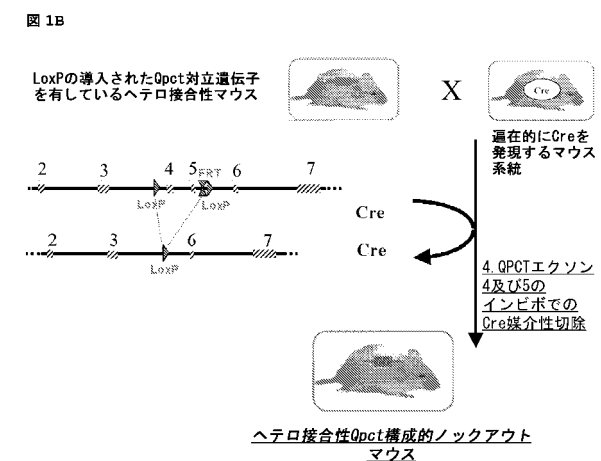 図 1B
LoxPの導入されたQpct対立遺伝子
を有しているヘテロ接合性マウス
X
Cre
遍在的にCreを
発現するマウス
系統
2 3 4 5 FRT 6 7
LoxP LoxP
Cre
2 3 6 7
Cre
LoxP
4.QPCTエクソン
4及び5の
インビボでの
Cre媒介性切除
ヘテロ接合性Qpct構成的ノックアウト
マウス